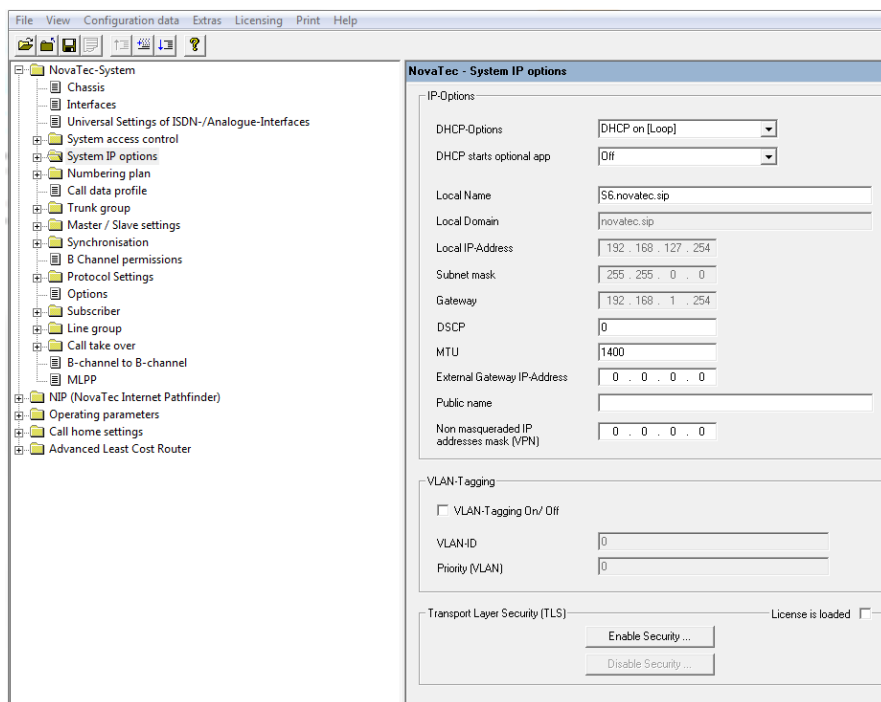 File View Configuration data Extras Licensing Print Help
NovaTec-System
Chassis
Interfaces
Universal Settings of ISDN-/Analogue-Interfaces
System access control
System IP options
Numbering plan
Call data profile
Trunk group
Master / Slave settings
Synchronisation
B Channel permissions
Protocol Settings
Options
Subscriber
Line group
Call take over
B-channel to B-channel
MLPP
NIP (NovaTec Internet Pathfinder)
Operating parameters
Call home settings
Advanced Least Cost Router
NovaTec - System IP options
IP-Options
DHCP-Options DHCP on [Loop]
DHCP starts optional app Off
Local Name S6.novatec.sip
Local Domain novatec.sip
Local IP-Address 192 . 168 . 127 . 254
Subnet mask 255 . 255 . 0 . 0
Gateway 192 . 168 . 1 . 254
DSCP 0
MTU 1400
External Gateway IP-Address 0 . 0 . 0 . 0
Public name
Non masqueraded IP
addresses mask (VPN) 0 . 0 . 0 . 0
VLAN-Tagging
VLAN-Tagging On/ Off
VLAN-ID 0
Priority (VLAN) 0
Transport Layer Security (TLS) License is loaded
Enable Security ...
Disable Security ...